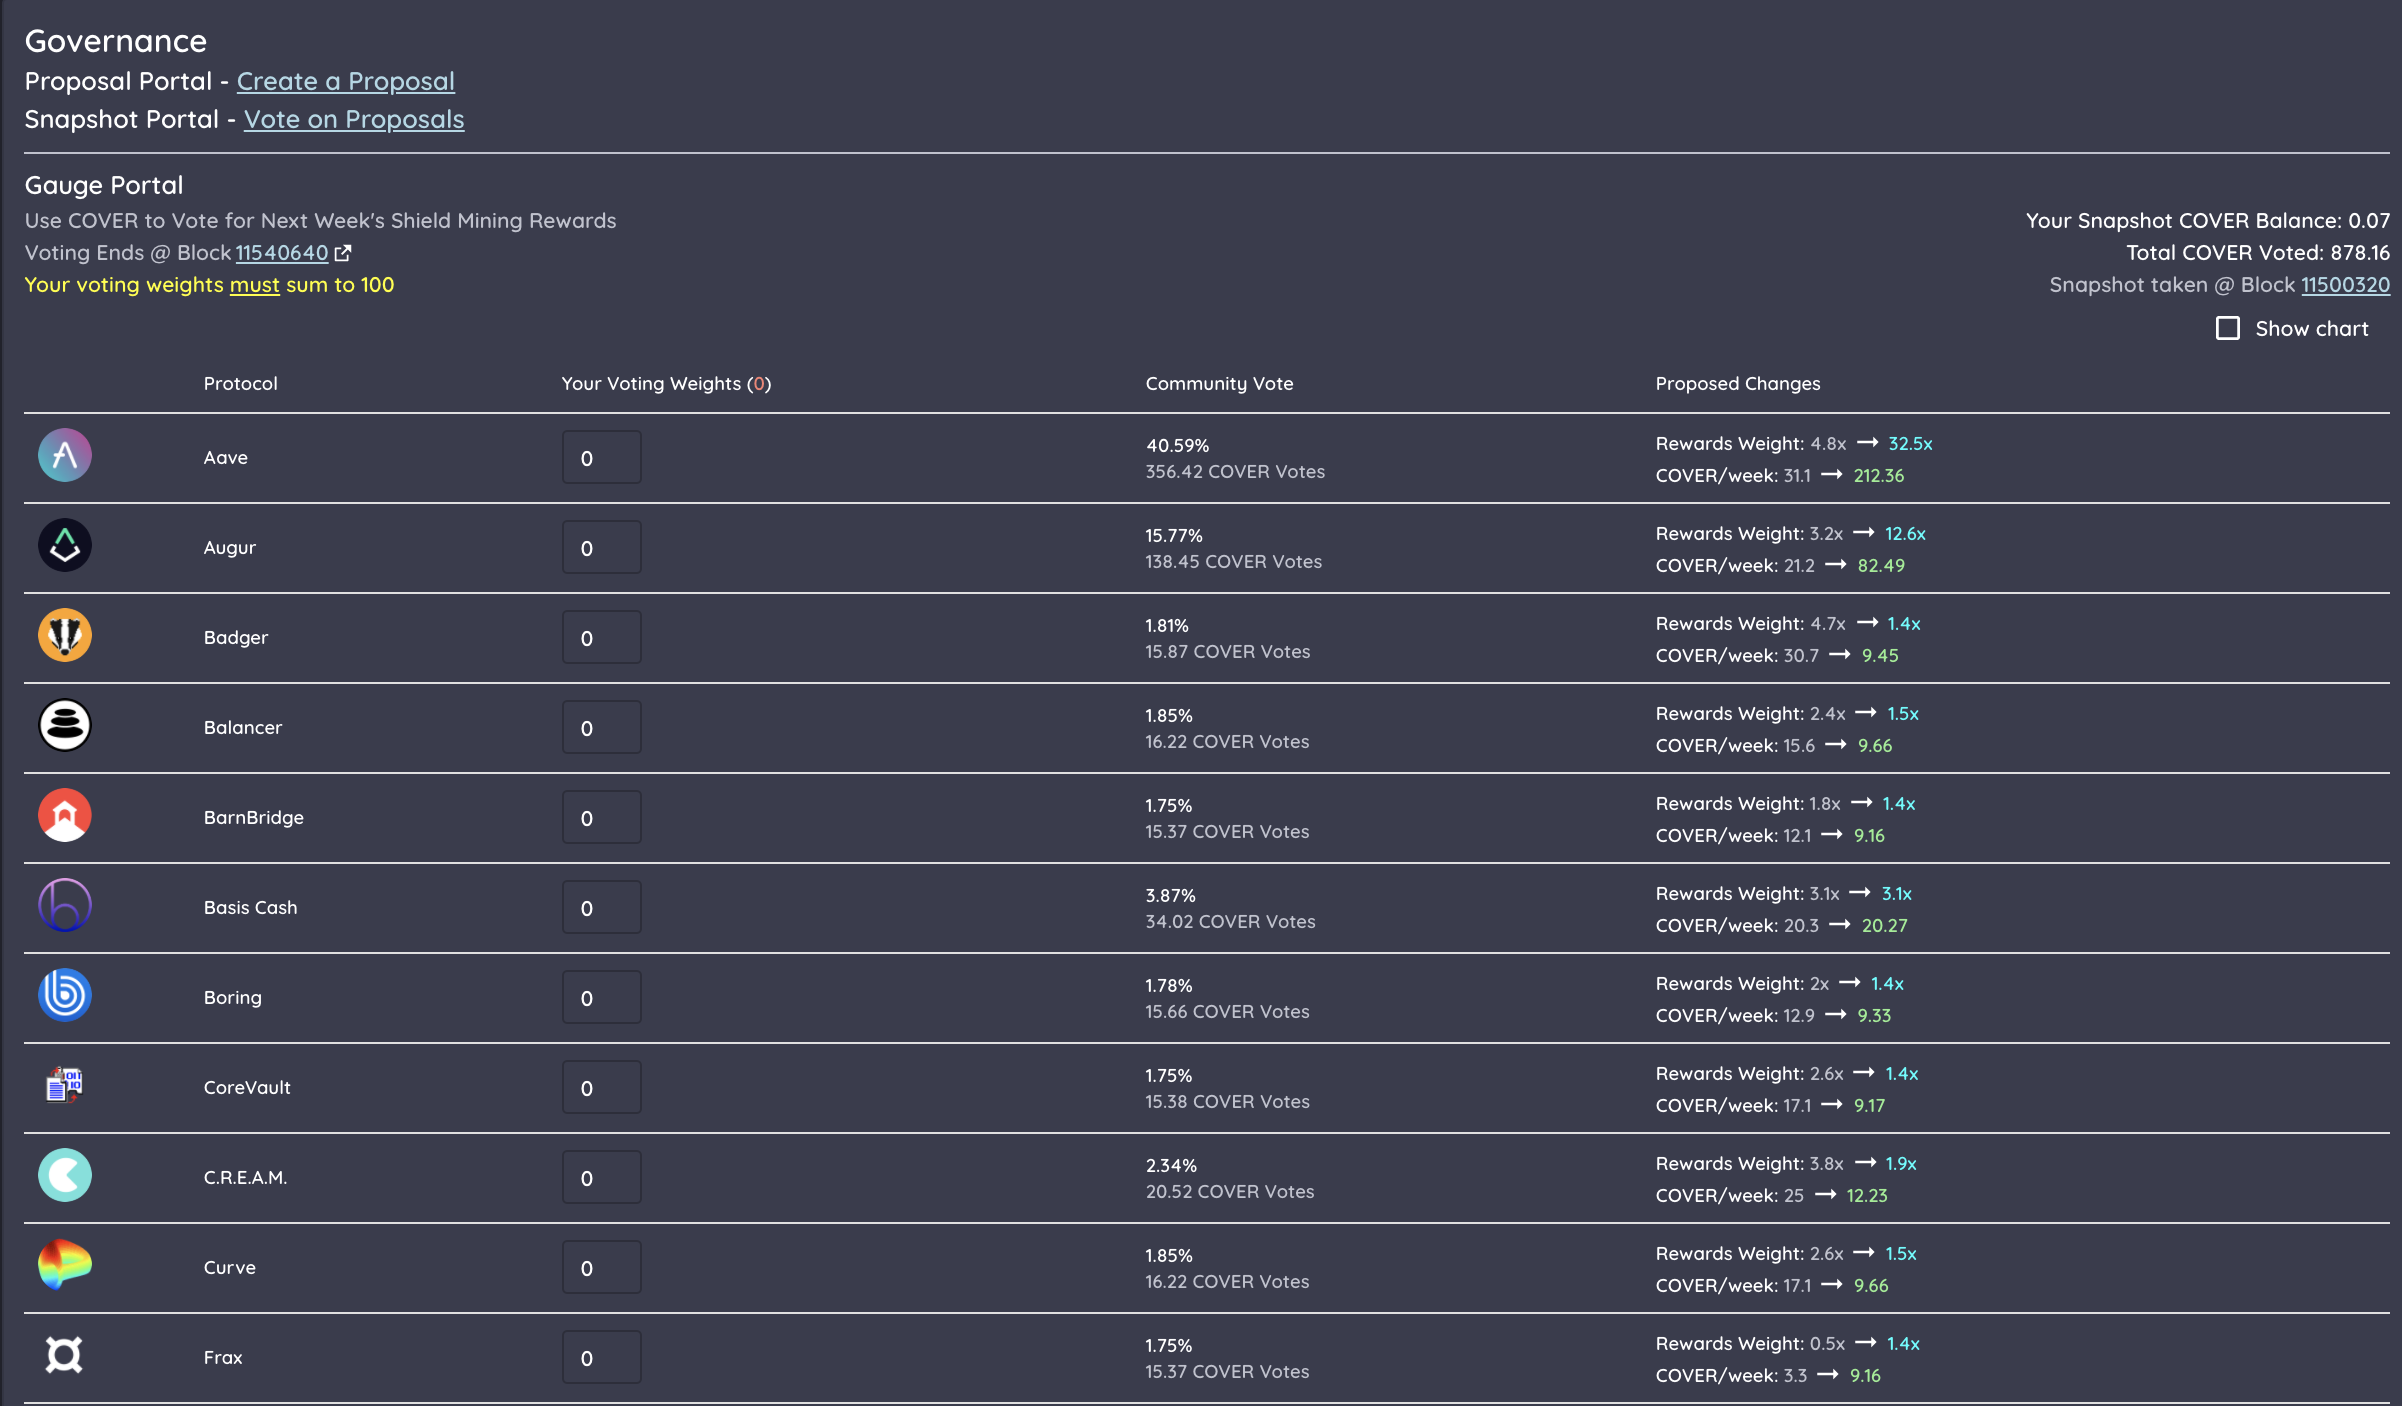 Governance
Proposal Portal - Create a Proposal
Snapshot Portal - Vote on Proposals
Gauge Portal
Use COVER to Vote for Next Week's Shield Mining Rewards
Voting Ends @ Block 11540640
Your voting weights must sum to 100
Your Snapshot COVER Balance: 0.07
Total COVER Voted: 878.16
Snapshot taken @ Block 11500320
Show chart
Protocol Your Voting Weights (0) Community Vote Proposed Changes
Aave 0
40.59%
356.42 COVER Votes
Rewards Weight: 4.8x → 32.5x
COVER/week: 31.1 → 212.36
Augur 0
15.77%
138.45 COVER Votes
Rewards Weight: 3.2x → 12.6x
COVER/week: 21.2 → 82.49
Badger 0
1.81%
15.87 COVER Votes
Rewards Weight: 4.7x → 1.4x
COVER/week: 30.7 → 9.45
Balancer 0
1.85%
16.22 COVER Votes
Rewards Weight: 2.4x → 1.5x
COVER/week: 15.6 → 9.66
BarnBridge 0
1.75%
15.37 COVER Votes
Rewards Weight: 1.8x → 1.4x
COVER/week: 12.1 → 9.16
Basis Cash 0
3.87%
34.02 COVER Votes
Rewards Weight: 3.1x → 3.1x
COVER/week: 20.3 → 20.27
Boring 0
1.78%
15.66 COVER Votes
Rewards Weight: 2x → 1.4x
COVER/week: 12.9 → 9.33
CoreVault 0
1.75%
15.38 COVER Votes
Rewards Weight: 2.6x → 1.4x
COVER/week: 17.1 → 9.17
C.R.E.A.M. 0
2.34%
20.52 COVER Votes
Rewards Weight: 3.8x → 1.9x
COVER/week: 25 → 12.23
Curve 0
1.85%
16.22 COVER Votes
Rewards Weight: 2.6x → 1.5x
COVER/week: 17.1 → 9.66
Frax 0
1.75%
15.37 COVER Votes
Rewards Weight: 0.5x → 1.4x
COVER/week: 3.3 → 9.16